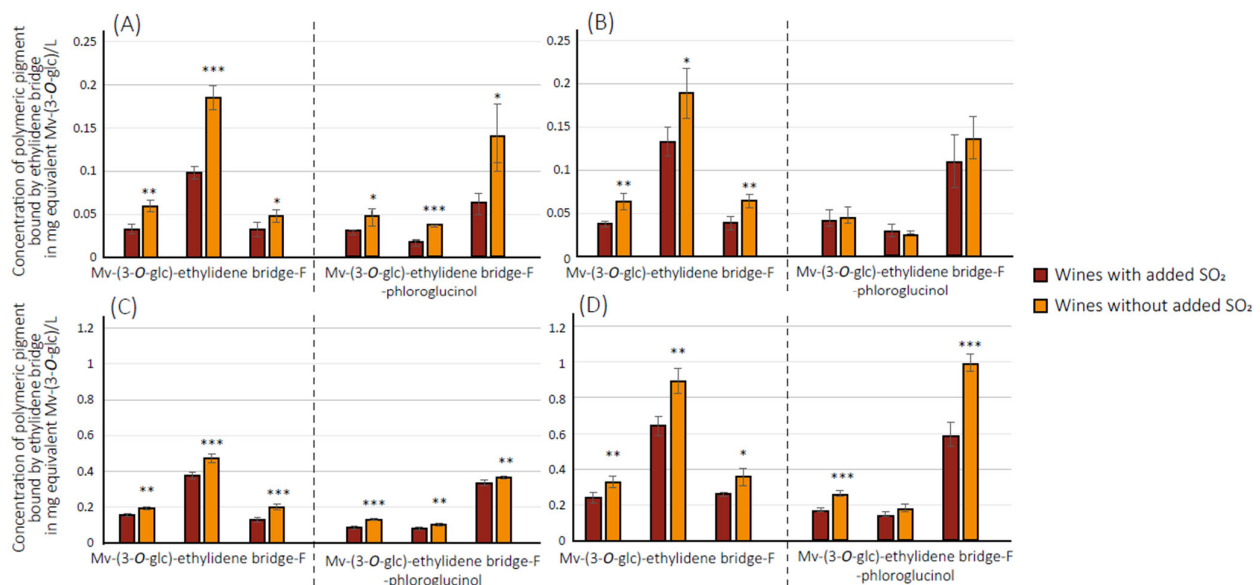 (A)
Concentration of polymeric pigment
bound by ethylidene bridge
in mg equivalent Mv-(3-O-glc)/L
0.25
0.2
0.15
0.1
0.05
0
**
***
*
*
***
*
Mv-(3-O-glc)-ethylidene bridge-F
Mv-(3-O-glc)-ethylidene bridge-F
-phloroglucinol
(B)
0.25
0.2
0.15
0.1
0.05
0
**
*
**
Mv-(3-O-glc)-ethylidene bridge-F
Mv-(3-O-glc)-ethylidene bridge-F
-phloroglucinol
Wines with added SO₂
Wines without added SO₂
(C)
Concentration of polymeric pigment
bound by ethylidene bridge
in mg equivalent Mv-(3-O-glc)/L
1.2
1
0.8
0.6
0.4
0.2
0
**
***
***
***
**
**
Mv-(3-O-glc)-ethylidene bridge-F
Mv-(3-O-glc)-ethylidene bridge-F
-phloroglucinol
(D)
1.2
1
0.8
0.6
0.4
0.2
0
**
**
*
***
***
Mv-(3-O-glc)-ethylidene bridge-F
Mv-(3-O-glc)-ethylidene bridge-F
-phloroglucinol